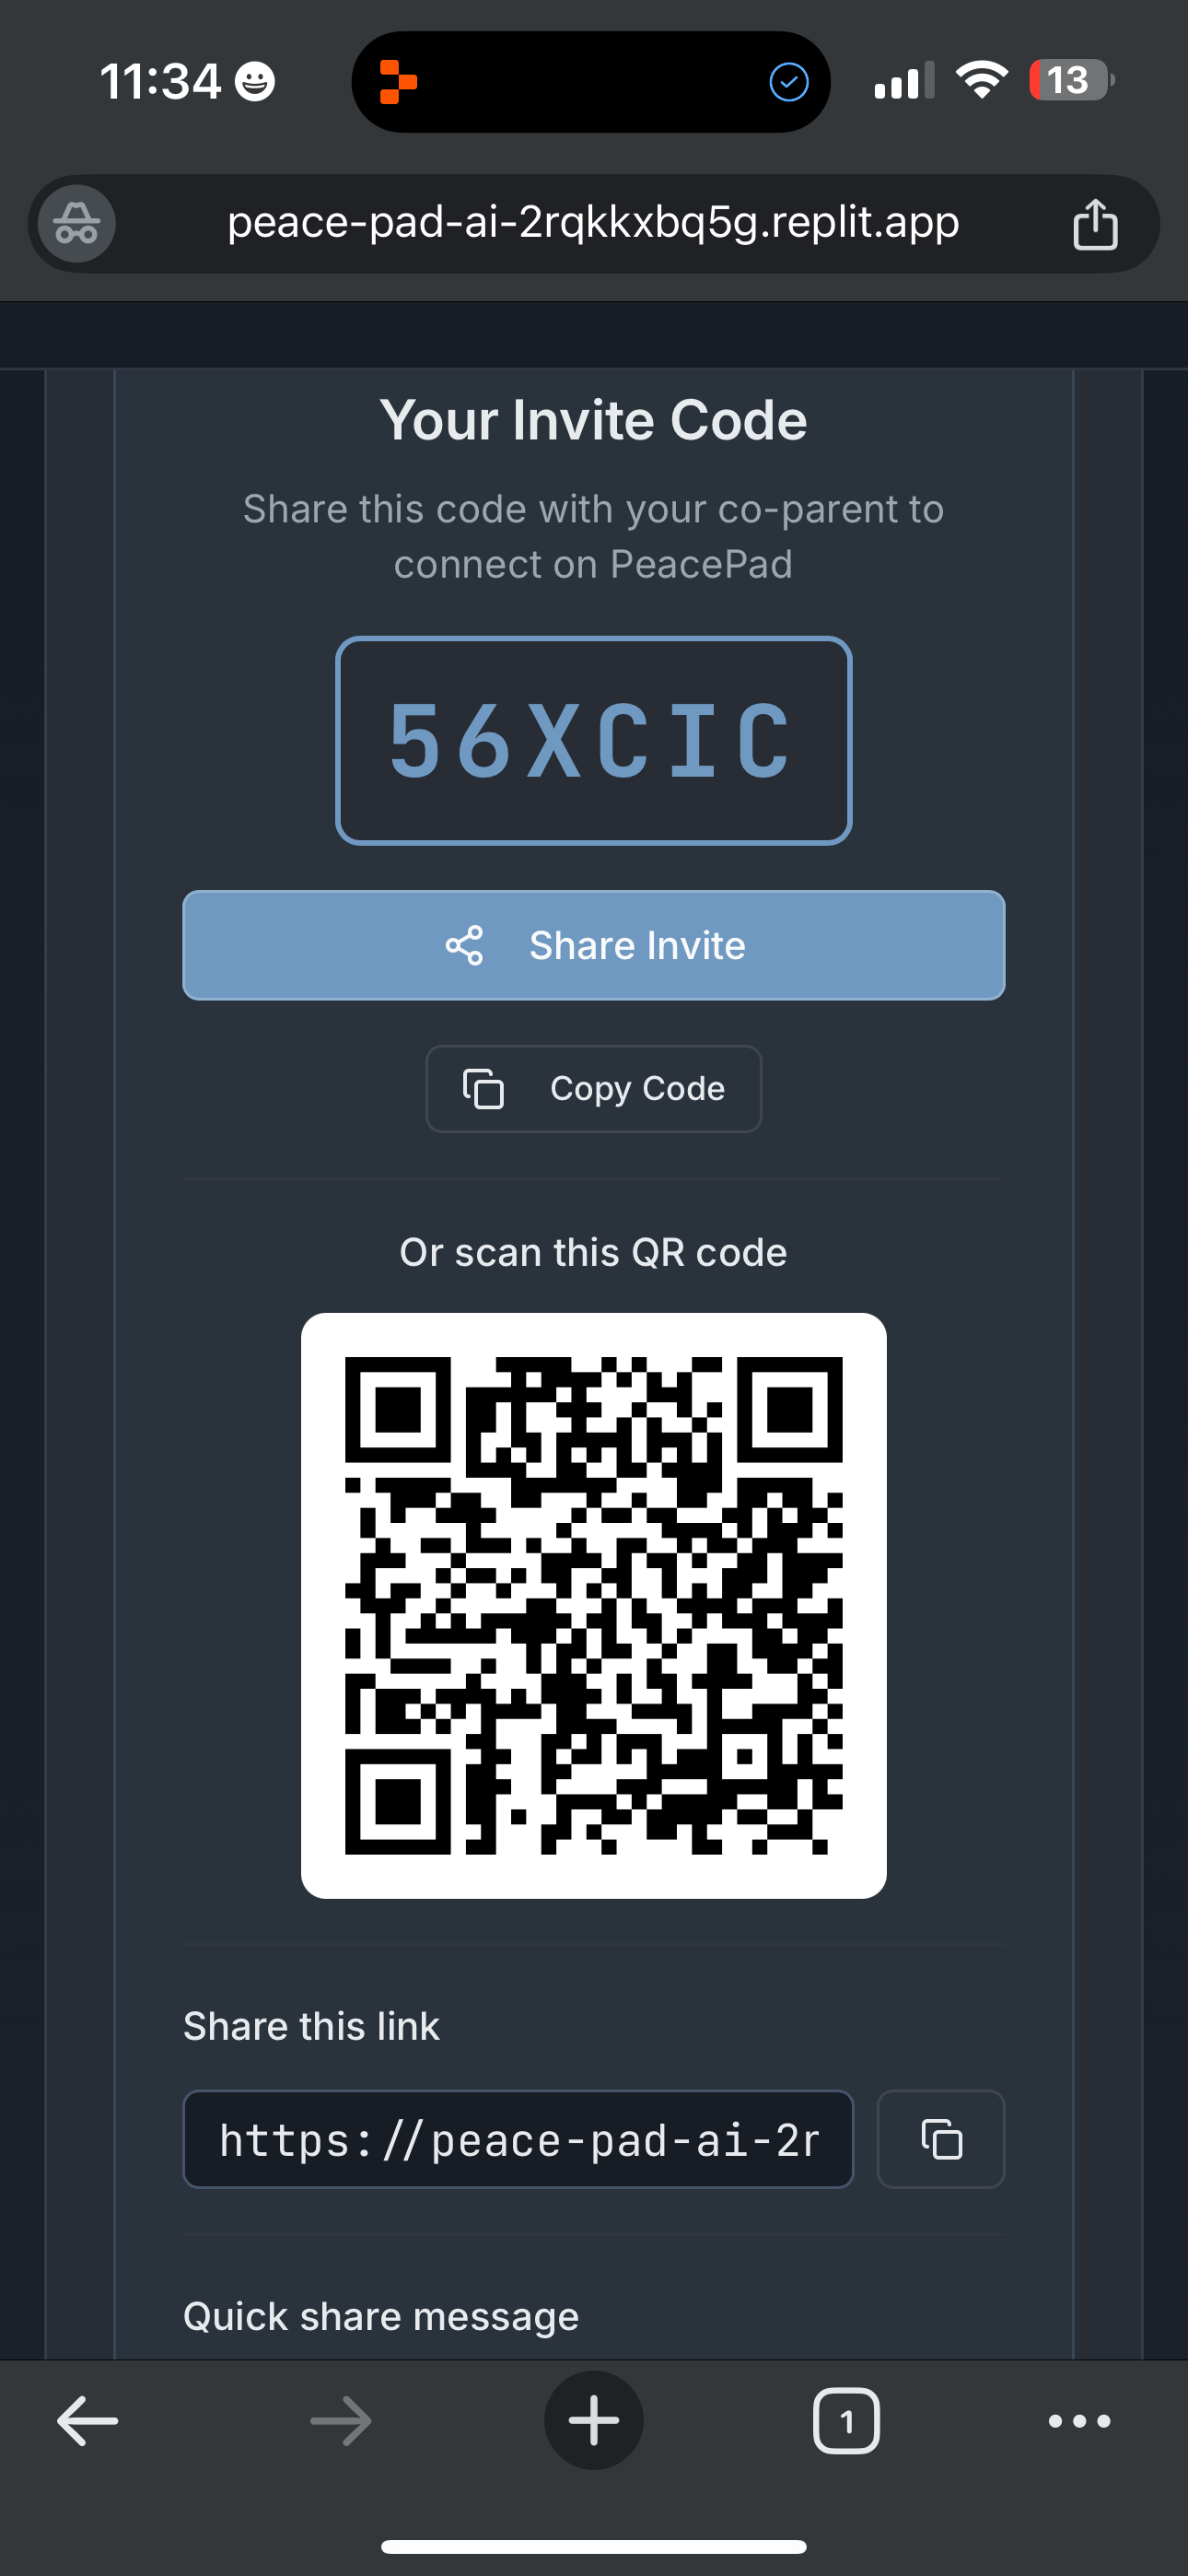 11:34
13
peace-pad-ai-2rqkkxbq5g.replit.app
Your Invite Code
Share this code with your co-parent to
connect on PeacePad
56XCIC
Share Invite
Copy Code
Or scan this QR code
Share this link
https://peace-pad-ai-2r
Quick share message
1